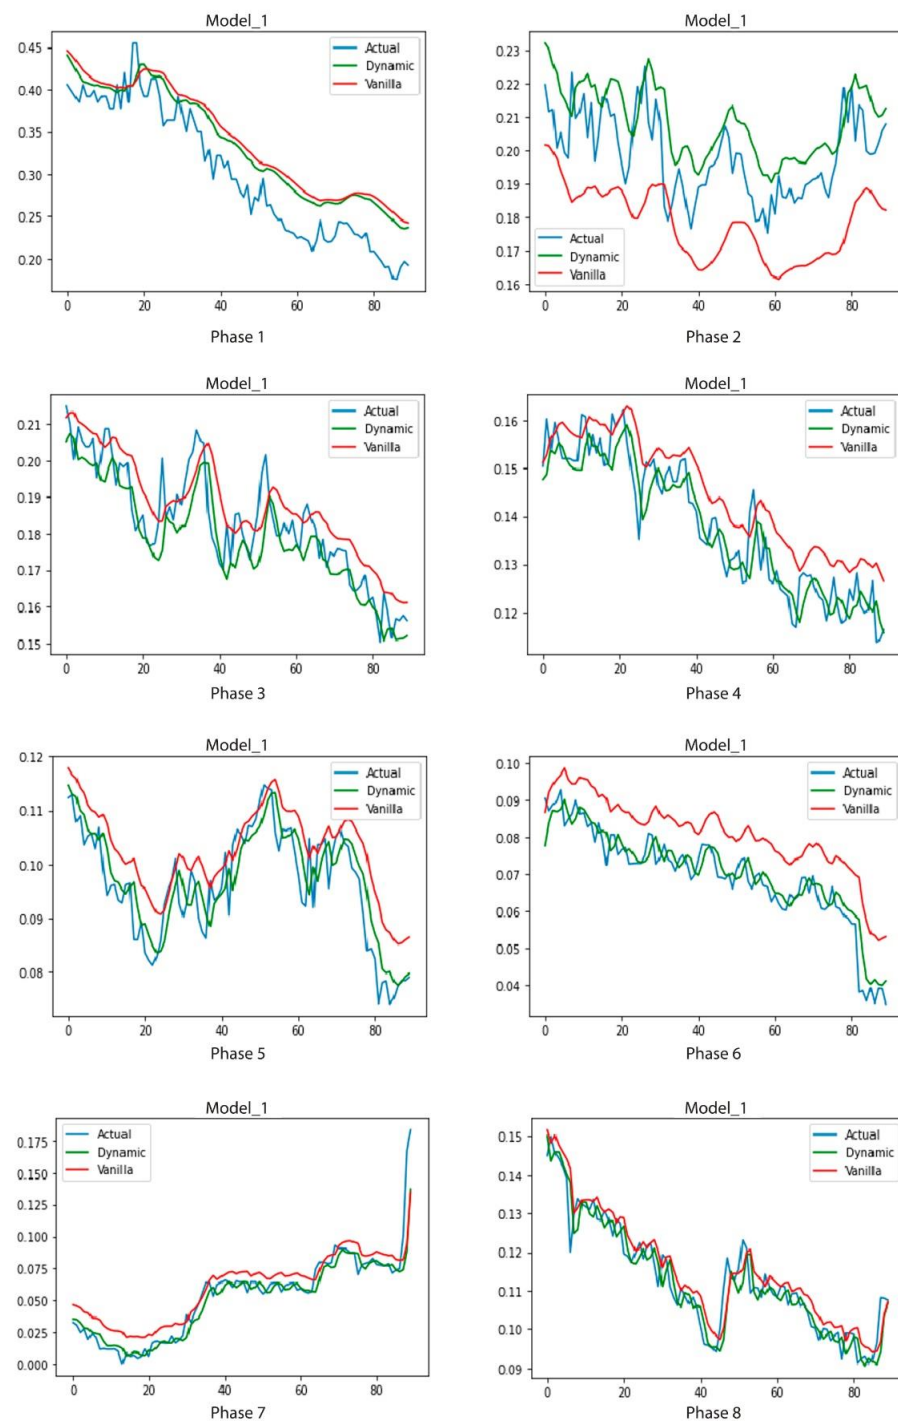 Model_1
Actual
Dynamic
Vanilla
0.45
0.40
0.35
0.30
0.25
0.20
0 20 40 60 80
Phase 1
Model_1
0.23
0.22
0.21
0.20
0.19
0.18
0.17
0.16
Actual
Dynamic
Vanilla
0 20 40 60 80
Phase 2
Model_1
Actual
Dynamic
Vanilla
0.21
0.20
0.19
0.18
0.17
0.16
0.15
0 20 40 60 80
Phase 3
Model_1
Actual
Dynamic
Vanilla
0.16
0.15
0.14
0.13
0.12
0 20 40 60 80
Phase 4
Model_1
Actual
Dynamic
Vanilla
0.12
0.11
0.10
0.09
0.08
0 20 40 60 80
Phase 5
Model_1
Actual
Dynamic
Vanilla
0.10
0.09
0.08
0.07
0.06
0.05
0.04
0 20 40 60 80
Phase 6
Model_1
Actual
Dynamic
Vanilla
0.175
0.150
0.125
0.100
0.075
0.050
0.025
0.000
0 20 40 60 80
Phase 7
Model_1
Actual
Dynamic
Vanilla
0.15
0.14
0.13
0.12
0.11
0.10
0.09
0 20 40 60 80
Phase 8